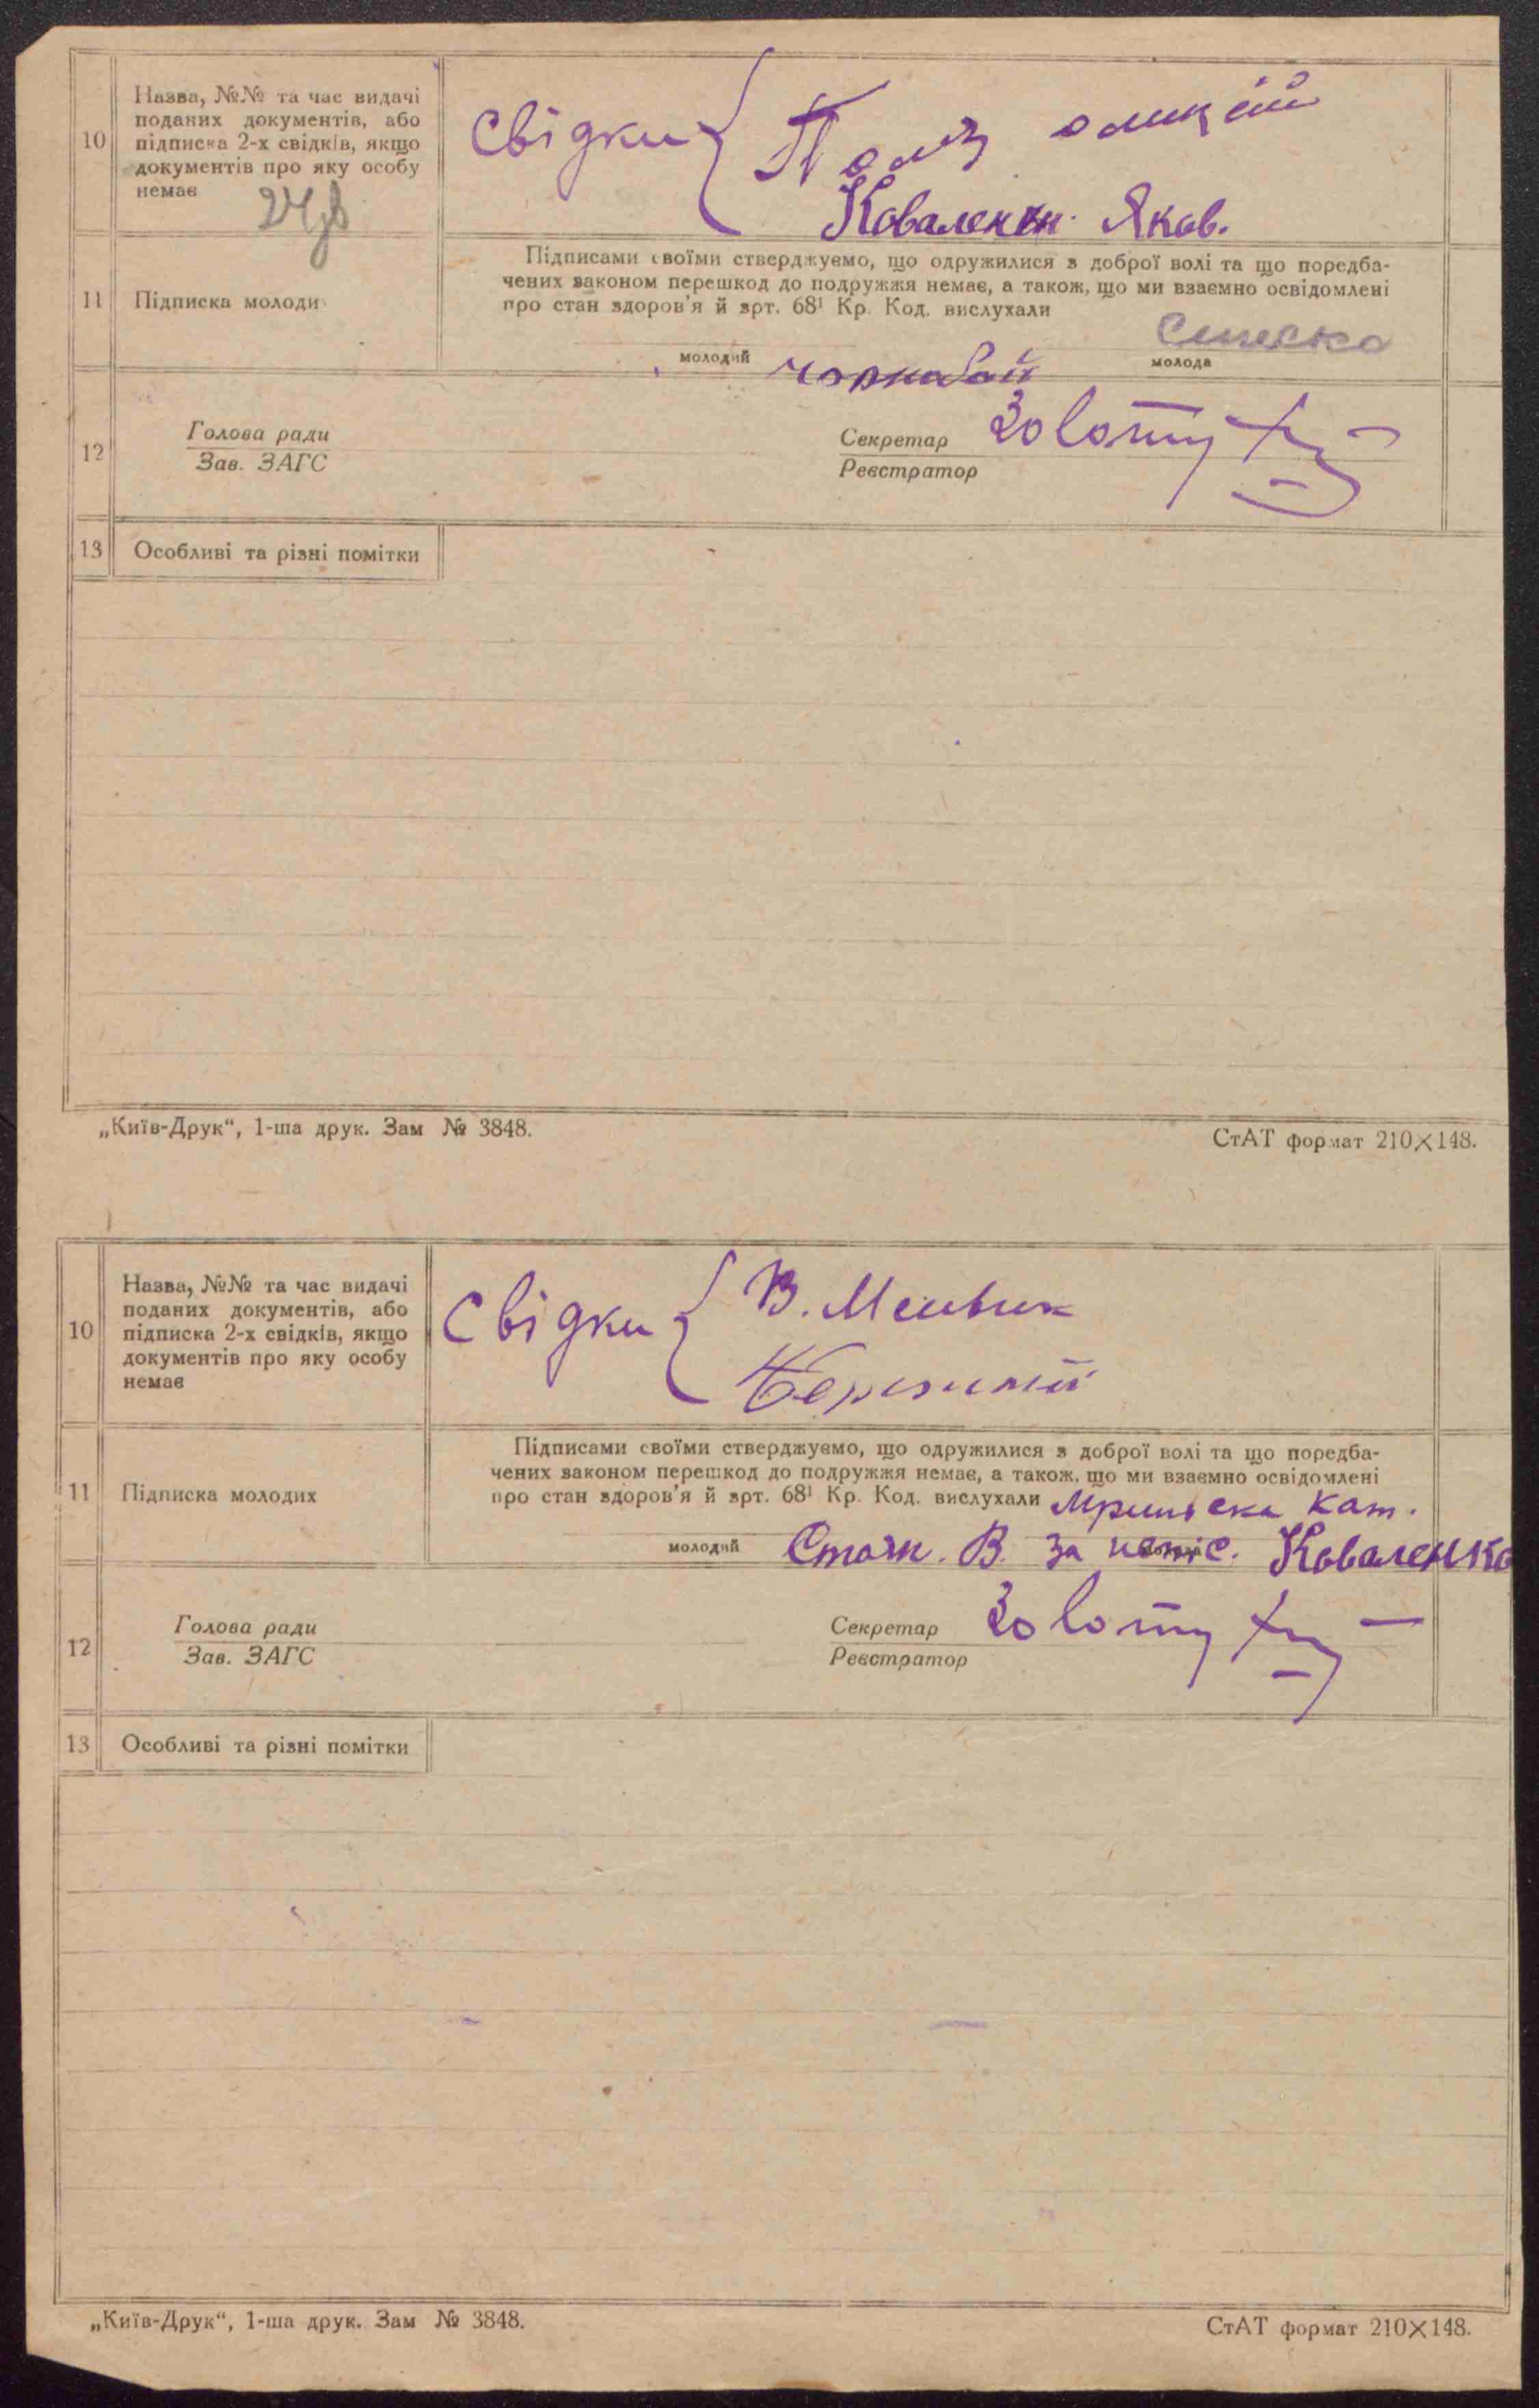 10
Назва, №№ та час видачі
поданих документів, або
підписка 2-х свідків, якщо
документів про яку особу
немає
Свідки
Коваленко Яков.
11
Підписка молоди
Підписами своїми стверджуємо, що одружилися з доброї волі та що поредба-
чених законом перешкод до подружжя немає, а також, що ми взаємно освідомлені
про стан здоров'я й зрт. 68¹ Кр. Код. вислухали
молодий Чорнобай молода
12
Голова ради
Зав. ЗАГС
Секретар
Реєстратор
13
Особливі та різні помітки
„Київ-Друк“, 1-ша друк. Зам № 3848.
СтАТ формат 210×148.
10
Назва, №№ та час видачі
поданих документів, або
підписка 2-х свідків, якщо
документів про яку особу
немає
Свідки
В.
11
Підписка молодих
Підписами своїми стверджуємо, що одружилися з доброї волі та що поредба-
чених законом перешкод до подружжя немає, а також, що ми взаємно освідомлені
про стан здоров'я й зрт. 68¹ Кр. Код. вислухали Кат.
молодий В. за Коваленко
12
Голова ради
Зав. ЗАГС
Секретар
Реєстратор
13
Особливі та різні помітки
„Київ-Друк“, 1-ша друк. Зам № 3848.
СтАТ формат 210×148.